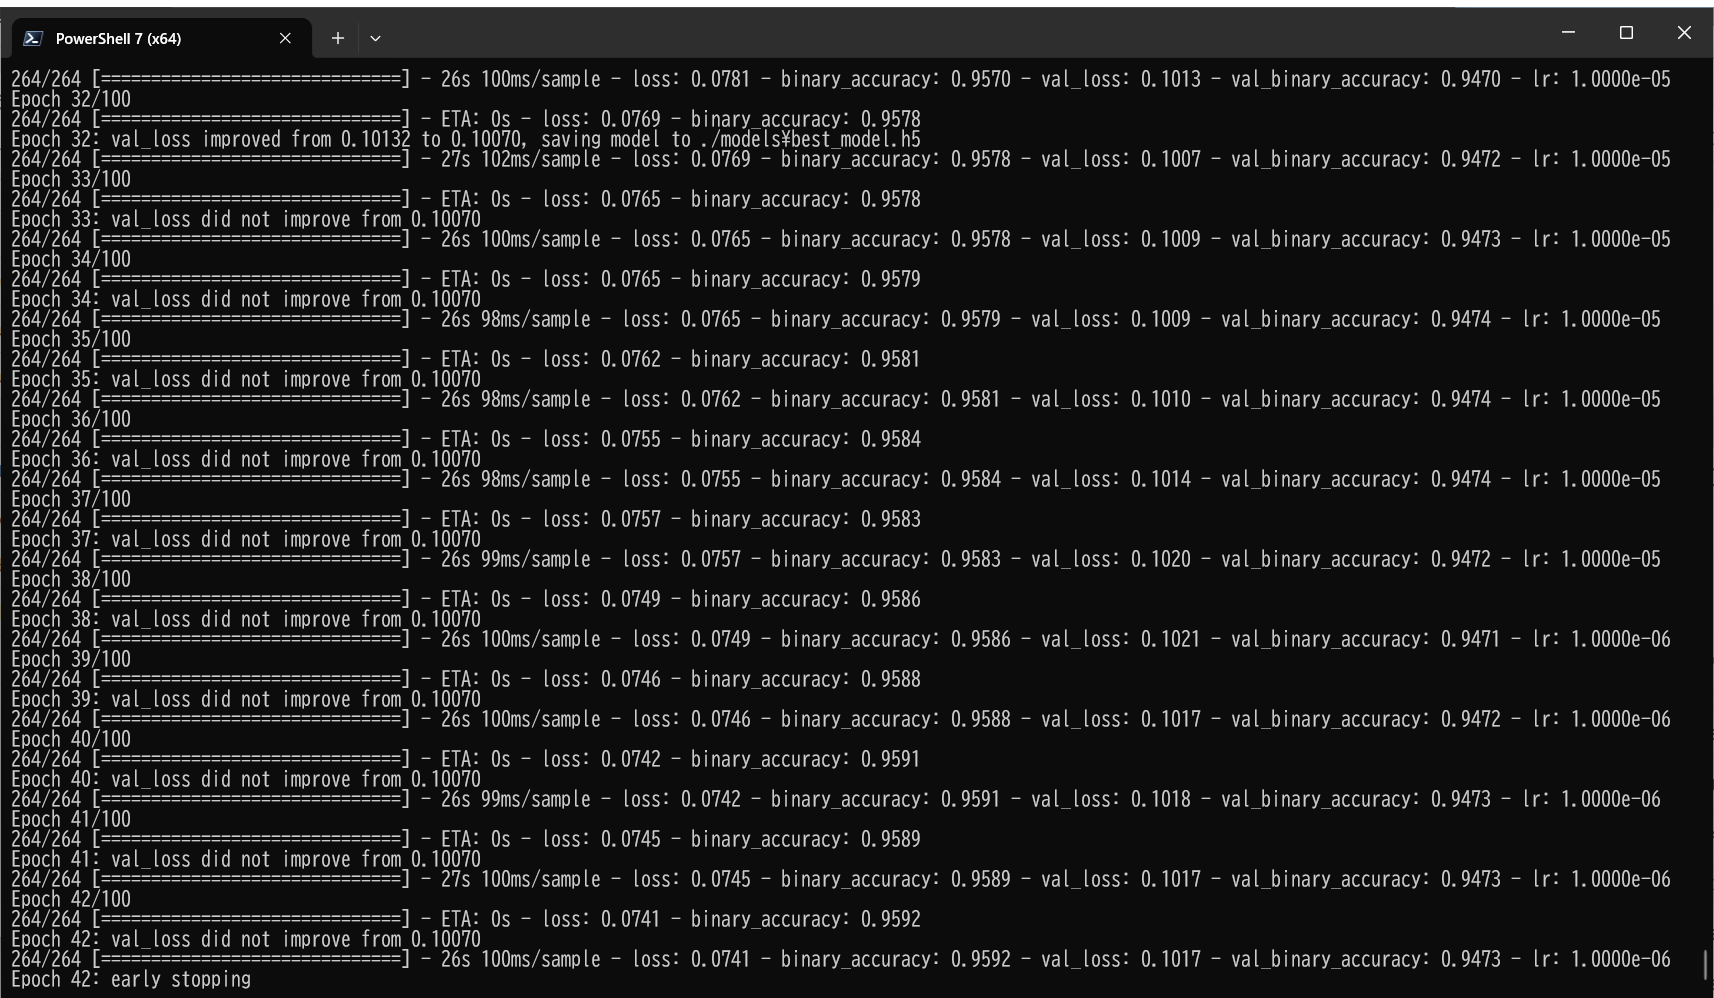 PowerShell 7 (x64)
264/264 [==============================] - 26s 100ms/sample - loss: 0.0781 - binary_accuracy: 0.9570 - val_loss: 0.1013 - val_binary_accuracy: 0.9470 - lr: 1.0000e-05
Epoch 32/100
264/264 [==============================] - ETA: 0s - loss: 0.0769 - binary_accuracy: 0.9578
Epoch 32: val_loss improved from 0.10132 to 0.10070, saving model to ./models¥best_model.h5
264/264 [==============================] - 27s 102ms/sample - loss: 0.0769 - binary_accuracy: 0.9578 - val_loss: 0.1007 - val_binary_accuracy: 0.9472 - lr: 1.0000e-05
Epoch 33/100
264/264 [==============================] - ETA: 0s - loss: 0.0765 - binary_accuracy: 0.9578
Epoch 33: val_loss did not improve from 0.10070
264/264 [==============================] - 26s 100ms/sample - loss: 0.0765 - binary_accuracy: 0.9578 - val_loss: 0.1009 - val_binary_accuracy: 0.9473 - lr: 1.0000e-05
Epoch 34/100
264/264 [==============================] - ETA: 0s - loss: 0.0765 - binary_accuracy: 0.9579
Epoch 34: val_loss did not improve from 0.10070
264/264 [==============================] - 26s 98ms/sample - loss: 0.0765 - binary_accuracy: 0.9579 - val_loss: 0.1009 - val_binary_accuracy: 0.9474 - lr: 1.0000e-05
Epoch 35/100
264/264 [==============================] - ETA: 0s - loss: 0.0762 - binary_accuracy: 0.9581
Epoch 35: val_loss did not improve from 0.10070
264/264 [==============================] - 26s 98ms/sample - loss: 0.0762 - binary_accuracy: 0.9581 - val_loss: 0.1010 - val_binary_accuracy: 0.9474 - lr: 1.0000e-05
Epoch 36/100
264/264 [==============================] - ETA: 0s - loss: 0.0755 - binary_accuracy: 0.9584
Epoch 36: val_loss did not improve from 0.10070
264/264 [==============================] - 26s 98ms/sample - loss: 0.0755 - binary_accuracy: 0.9584 - val_loss: 0.1014 - val_binary_accuracy: 0.9474 - lr: 1.0000e-05
Epoch 37/100
264/264 [==============================] - ETA: 0s - loss: 0.0757 - binary_accuracy: 0.9583
Epoch 37: val_loss did not improve from 0.10070
264/264 [==============================] - 26s 99ms/sample - loss: 0.0757 - binary_accuracy: 0.9583 - val_loss: 0.1020 - val_binary_accuracy: 0.9472 - lr: 1.0000e-05
Epoch 38/100
264/264 [==============================] - ETA: 0s - loss: 0.0749 - binary_accuracy: 0.9586
Epoch 38: val_loss did not improve from 0.10070
264/264 [==============================] - 26s 100ms/sample - loss: 0.0749 - binary_accuracy: 0.9586 - val_loss: 0.1021 - val_binary_accuracy: 0.9471 - lr: 1.0000e-06
Epoch 39/100
264/264 [==============================] - ETA: 0s - loss: 0.0746 - binary_accuracy: 0.9588
Epoch 39: val_loss did not improve from 0.10070
264/264 [==============================] - 26s 100ms/sample - loss: 0.0746 - binary_accuracy: 0.9588 - val_loss: 0.1017 - val_binary_accuracy: 0.9472 - lr: 1.0000e-06
Epoch 40/100
264/264 [==============================] - ETA: 0s - loss: 0.0742 - binary_accuracy: 0.9591
Epoch 40: val_loss did not improve from 0.10070
264/264 [==============================] - 26s 99ms/sample - loss: 0.0742 - binary_accuracy: 0.9591 - val_loss: 0.1018 - val_binary_accuracy: 0.9473 - lr: 1.0000e-06
Epoch 41/100
264/264 [==============================] - ETA: 0s - loss: 0.0745 - binary_accuracy: 0.9589
Epoch 41: val_loss did not improve from 0.10070
264/264 [==============================] - 27s 100ms/sample - loss: 0.0745 - binary_accuracy: 0.9589 - val_loss: 0.1017 - val_binary_accuracy: 0.9473 - lr: 1.0000e-06
Epoch 42/100
264/264 [==============================] - ETA: 0s - loss: 0.0741 - binary_accuracy: 0.9592
Epoch 42: val_loss did not improve from 0.10070
264/264 [==============================] - 26s 100ms/sample - loss: 0.0741 - binary_accuracy: 0.9592 - val_loss: 0.1017 - val_binary_accuracy: 0.9473 - lr: 1.0000e-06
Epoch 42: early stopping